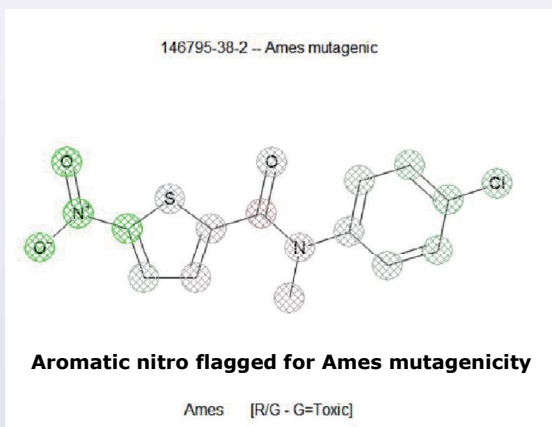 146795-38-2 -- Ames mutagenic
O
N⁺
O⁻
S
O
N
Cl
Aromatic nitro flagged for Ames mutagenicity
Ames [R/G - G=Toxic]